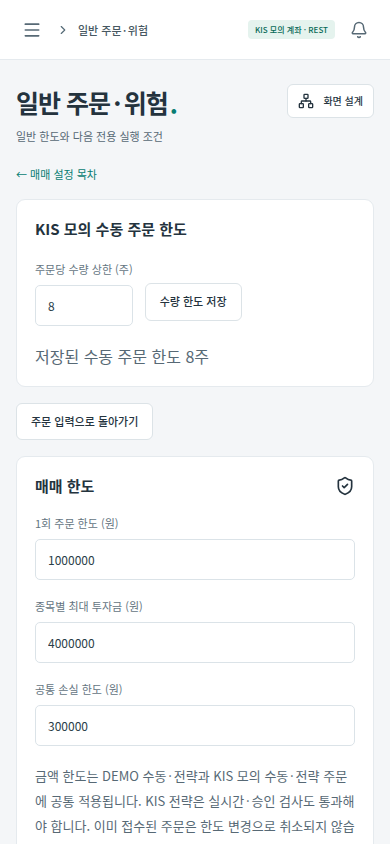 일반 주문·위험
KIS 모의 계좌 · REST
일반 주문·위험.
화면 설계
일반 한도와 다음 전용 실행 조건
← 매매 설정 목차
KIS 모의 수동 주문 한도
주문당 수량 상한 (주)
8
수량 한도 저장
저장된 수동 주문 한도 8주
주문 입력으로 돌아가기
매매 한도
1회 주문 한도 (원)
1000000
종목별 최대 투자금 (원)
4000000
공통 손실 한도 (원)
300000
금액 한도는 DEMO 수동·전략과 KIS 모의 수동·전략 주문
에 공통 적용됩니다. KIS 전략은 실시간·승인 검사도 통과해
야 합니다. 이미 접수된 주문은 한도 변경으로 취소되지 않습